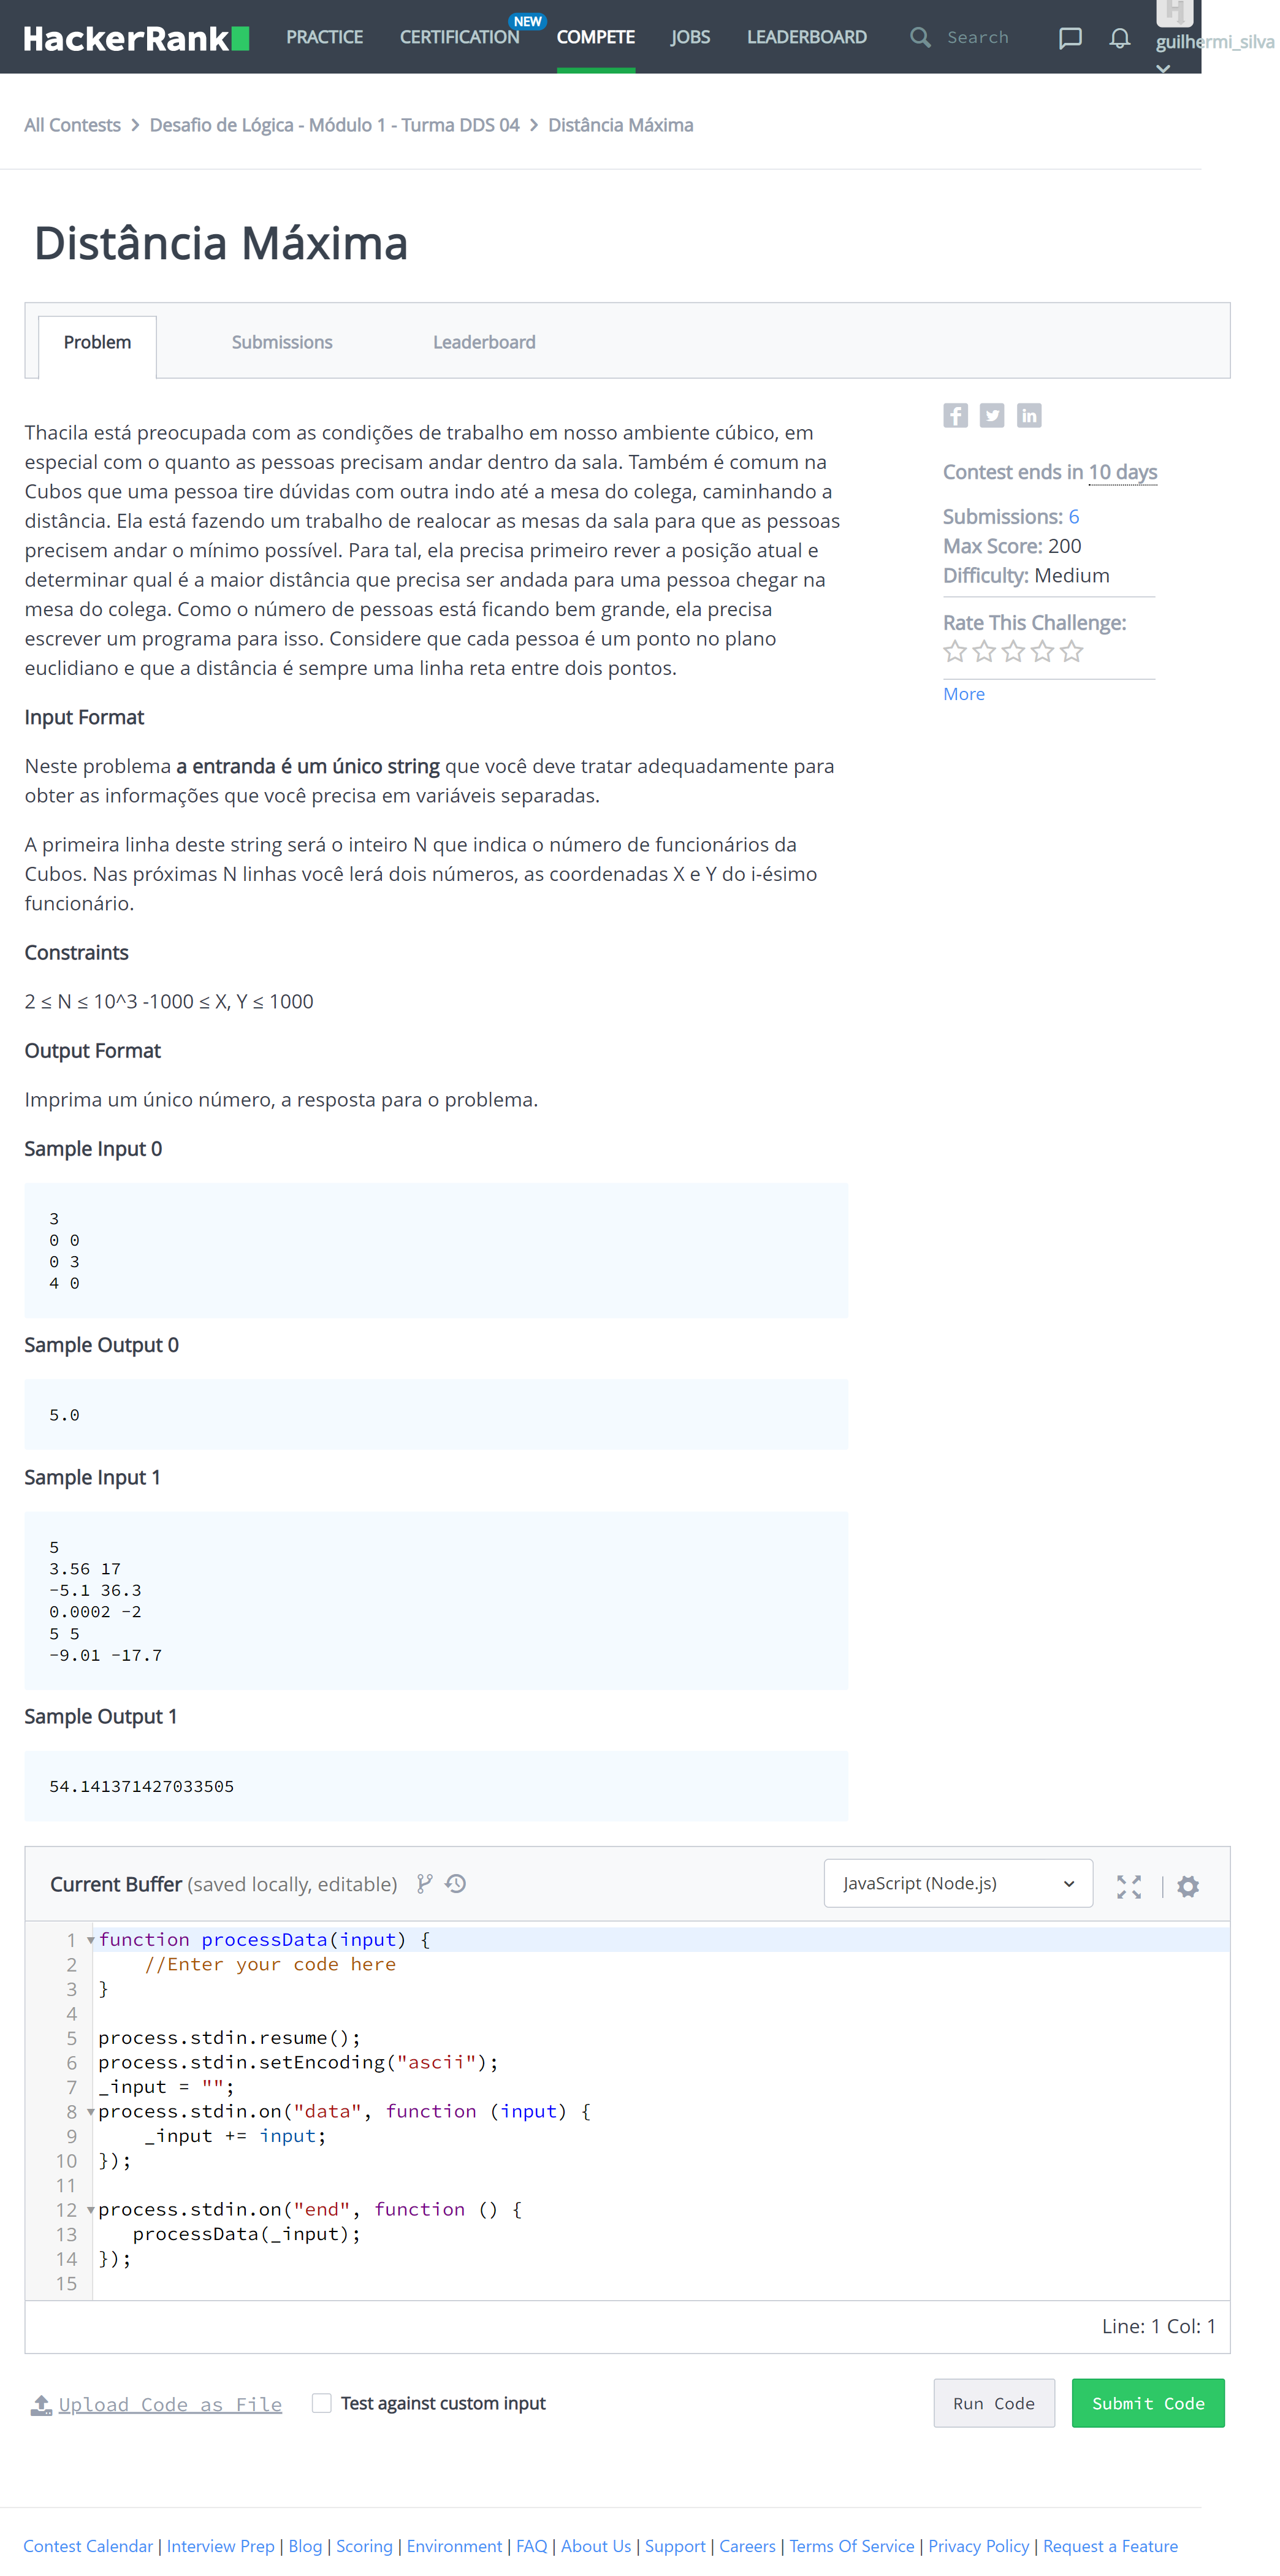 HackerRank
PRACTICE
CERTIFICATION
NEW
COMPETE
JOBS
LEADERBOARD
Search
guilhermi_silva
All Contests
Desafio de Lógica - Módulo 1 - Turma DDS 04
Distância Máxima
Distância Máxima
Problem
Submissions
Leaderboard
Thacila está preocupada com as condições de trabalho em nosso ambiente cúbico, em
especial com o quanto as pessoas precisam andar dentro da sala. Também é comum na
Cubos que uma pessoa tire dúvidas com outra indo até a mesa do colega, caminhando a
distância. Ela está fazendo um trabalho de realocar as mesas da sala para que as pessoas
precisem andar o mínimo possível. Para tal, ela precisa primeiro rever a posição atual e
determinar qual é a maior distância que precisa ser andada para uma pessoa chegar na
mesa do colega. Como o número de pessoas está ficando bem grande, ela precisa
escrever um programa para isso. Considere que cada pessoa é um ponto no plano
euclidiano e que a distância é sempre uma linha reta entre dois pontos.
Contest ends in 10 days
Submissions: 6
Max Score: 200
Difficulty: Medium
Rate This Challenge:
More
Input Format
Neste problema a entranda é um único string que você deve tratar adequadamente para
obter as informações que você precisa em variáveis separadas.
A primeira linha deste string será o inteiro N que indica o número de funcionários da
Cubos. Nas próximas N linhas você lerá dois números, as coordenadas X e Y do i-ésimo
funcionário.
Constraints
2 ≤ N ≤ 10^3 -1000 ≤ X, Y ≤ 1000
Output Format
Imprima um único número, a resposta para o problema.
Sample Input 0
3
0 0
0 3
4 0
Sample Output 0
5.0
Sample Input 1
5
3.56 17
-5.1 36.3
0.0002 -2
5 5
-9.01 -17.7
Sample Output 1
54.141371427033505
Current Buffer (saved locally, editable)
JavaScript (Node.js)
1 function processData(input) {
2     //Enter your code here
3 }
4
5 process.stdin.resume();
6 process.stdin.setEncoding("ascii");
7 _input = "";
8 process.stdin.on("data", function (input) {
9     _input += input;
10 });
11
12 process.stdin.on("end", function () {
13    processData(_input);
14 });
15
Line: 1 Col: 1
Upload Code as File
Test against custom input
Run Code
Submit Code
Contest Calendar | Interview Prep | Blog | Scoring | Environment | FAQ | About Us | Support | Careers | Terms Of Service | Privacy Policy | Request a Feature